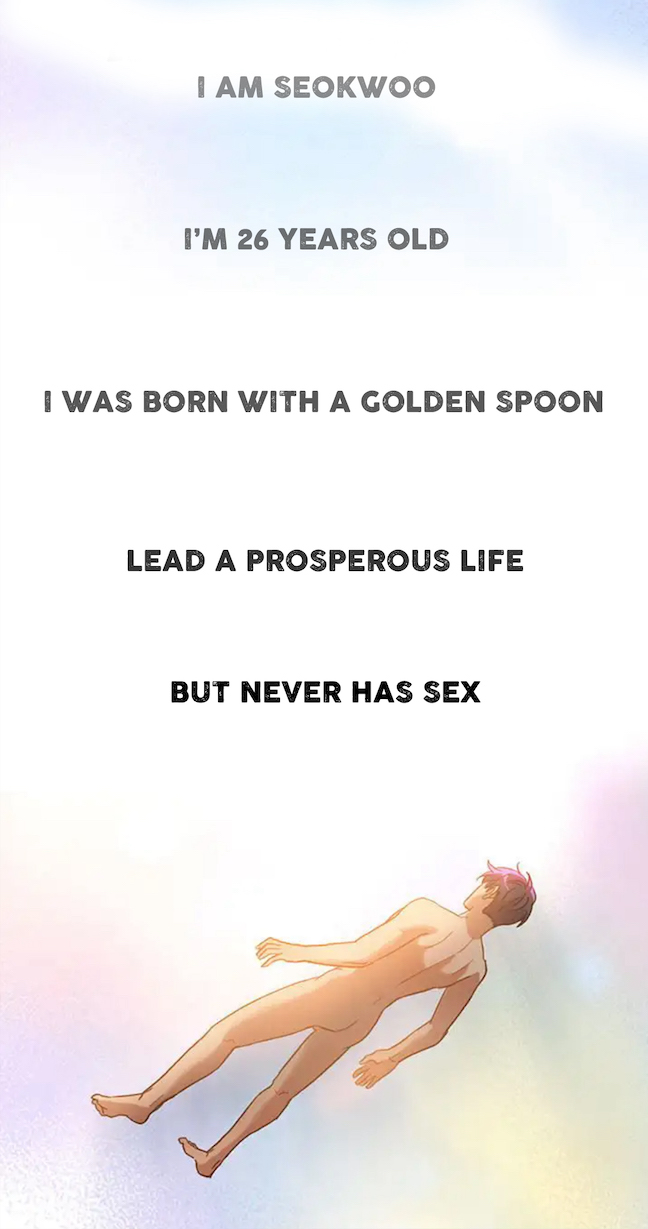 I AM SEOKWOO
I'M 26 YEARS OLD
I WAS BORN WITH A GOLDEN SPOON
LEAD A PROSPEROUS LIFE
BUT NEVER HAS SEX